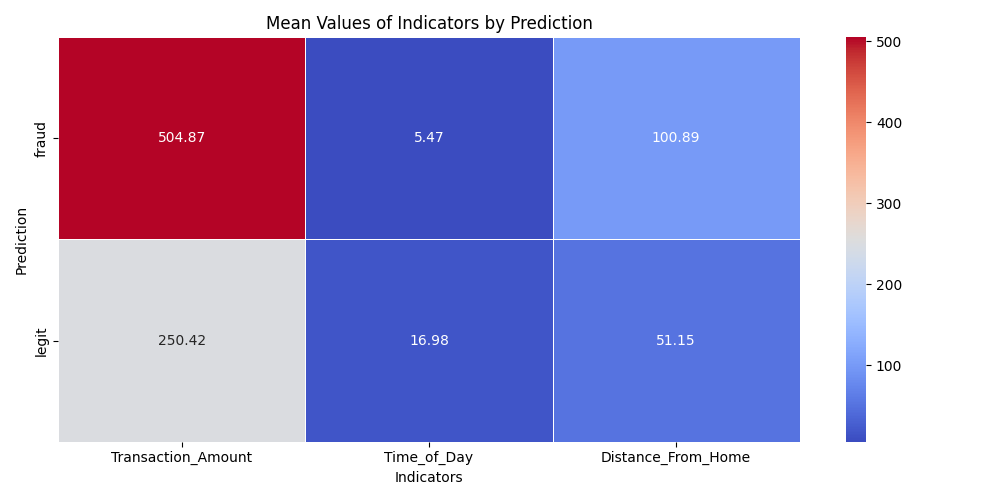 Mean Values of Indicators by Prediction
Prediction
fraud
504.87 5.47 100.89
legit
250.42 16.98 51.15
Transaction_Amount Time_of_Day Distance_From_Home
Indicators
500
400
300
200
100